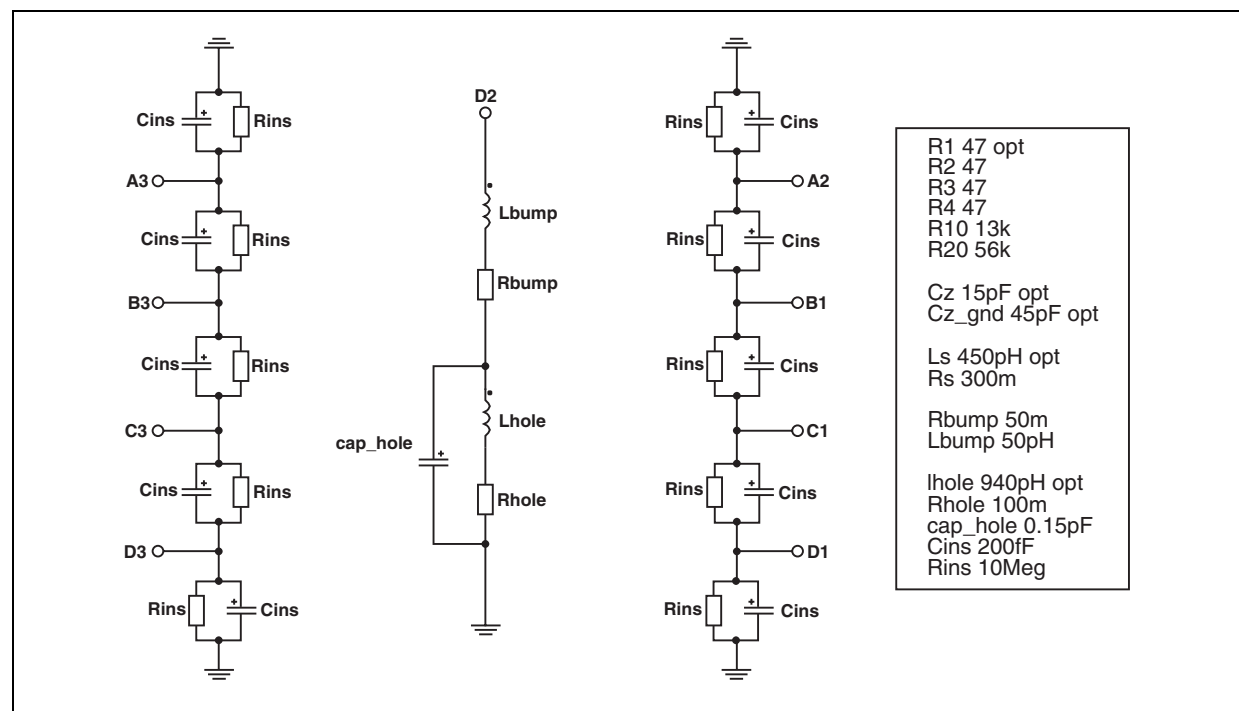 Cins
Rins
A3
Cins
Rins
B3
Cins
Rins
C3
Cins
Rins
D3
Rins
Cins
D2
Lbump
Rbump
cap_hole
Lhole
Rhole
Rins
Cins
A2
Rins
Cins
B1
Rins
Cins
C1
Rins
Cins
D1
Rins
Cins
R1 47 opt
R2 47
R3 47
R4 47
R10 13k
R20 56k
Cz 15pF opt
Cz_gnd 45pF opt
Ls 450pH opt
Rs 300m
Rbump 50m
Lbump 50pH
lhole 940pH opt
Rhole 100m
cap_hole 0.15pF
Cins 200fF
Rins 10Meg